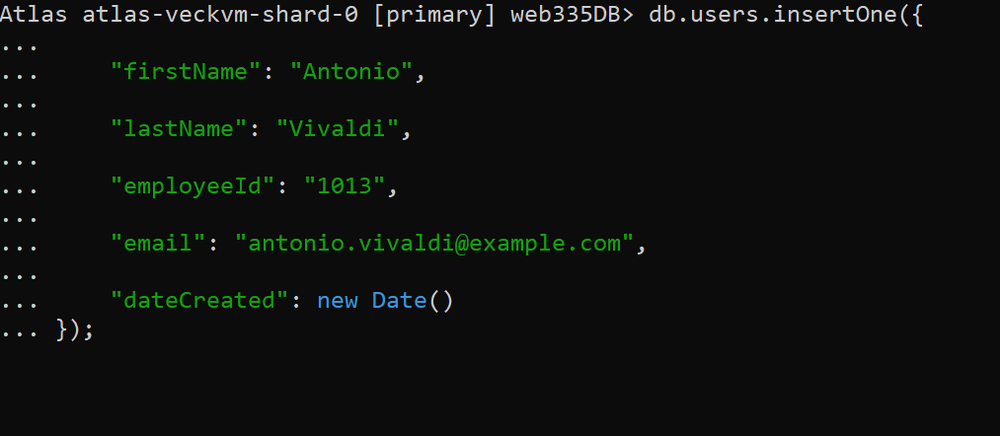 Atlas atlas-veckvm-shard-0 [primary] web335DB> db.users.insertOne({
...
...     "firstName": "Antonio",
...
...     "lastName": "Vivaldi",
...
...     "employeeId": "1013",
...
...     "email": "antonio.vivaldi@example.com",
...
...     "dateCreated": new Date()
... });